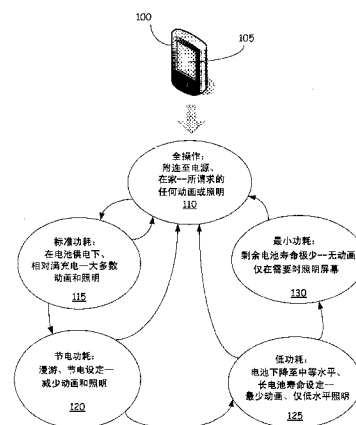 100
105
全操作：
附连至电源、
在家--所请求的
任何动画或照明
110
标准功耗：
在电池供电下、
相对满充电—大多数
动画和照明
115
最小功耗：
剩余电池寿命极少--无动画
仅在需要时照明屏幕
130
节电功耗：
漫游、节电设定—
减少动画和照明
120
低功耗：
电池下降至中等水平、
长电池寿命设定—
最少动画、仅低水平照明
125